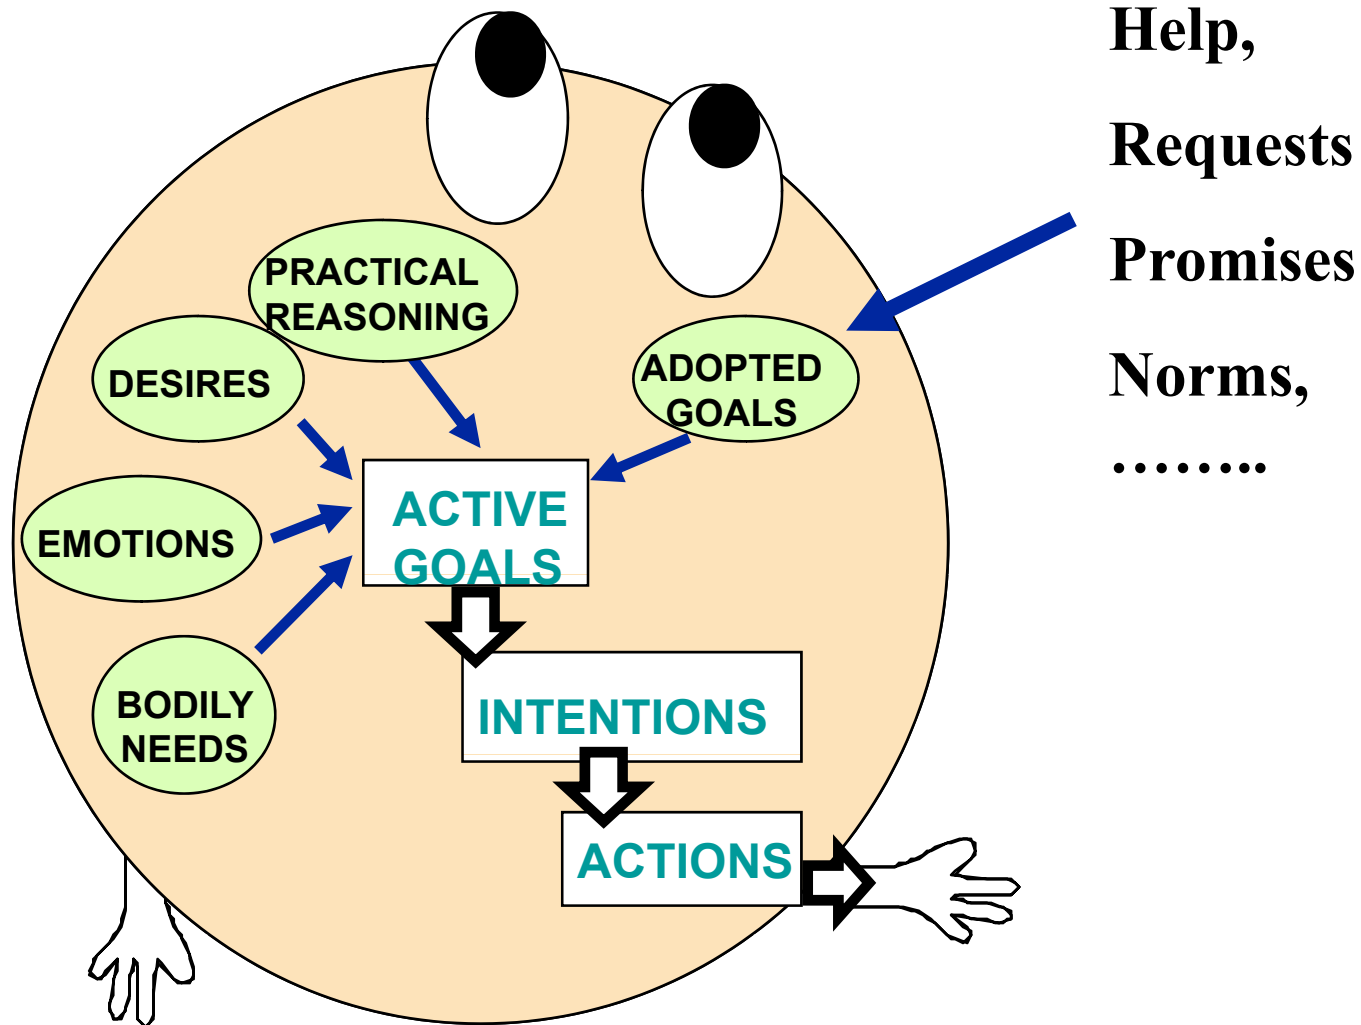 Help,
Requests
Promises
Norms,
……...
PRACTICAL
REASONING
DESIRES
ADOPTED
GOALS
EMOTIONS
ACTIVE
GOALS
BODILY
NEEDS
INTENTIONS
ACTIONS